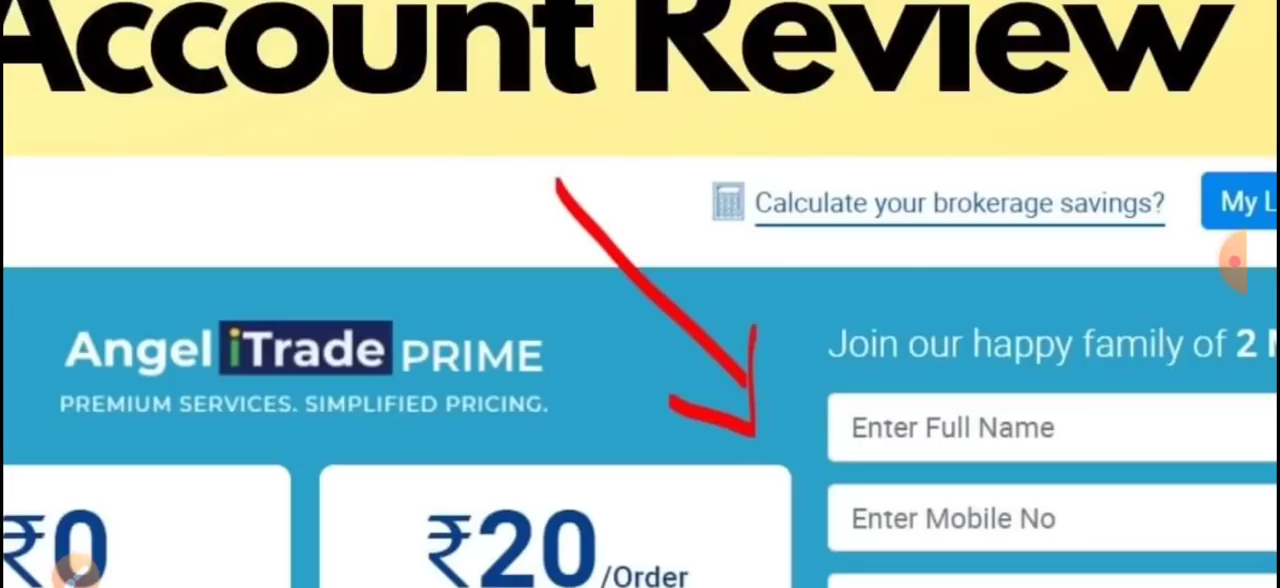 Account Review
Calculate your brokerage savings?
My L
Angel iTrade PRIME
PREMIUM SERVICES. SIMPLIFIED PRICING.
Join our happy family of 2
Enter Full Name
Enter Mobile No
₹0
₹20/Order